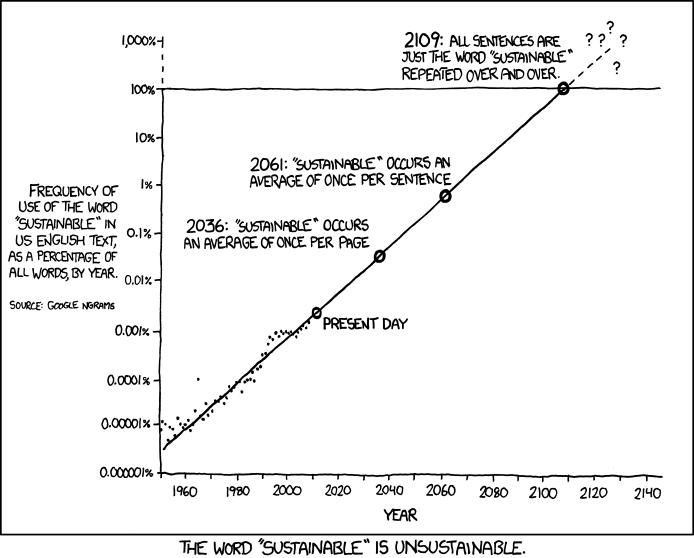 1,000%
100%
10%
1%
0.1%
0.01%
0.001%
0.0001%
0.00001%
0.000001%
FREQUENCY OF
USE OF THE WORD
"SUSTAINABLE" IN
US ENGLISH TEXT,
AS A PERCENTAGE OF
ALL WORDS, BY YEAR.
SOURCE: GOOGLE NGRAMS
2109: ALL SENTENCES ARE
JUST THE WORD "SUSTAINABLE"
REPEATED OVER AND OVER.
? ? ? ?
?
2061: "SUSTAINABLE" OCCURS AN
AVERAGE OF ONCE PER SENTENCE
2036: "SUSTAINABLE" OCCURS
AN AVERAGE OF ONCE PER PAGE
PRESENT DAY
1960 1980 2000 2020 2040 2060 2080 2100 2120 2140
YEAR
THE WORD "SUSTAINABLE" IS UNSUSTAINABLE.